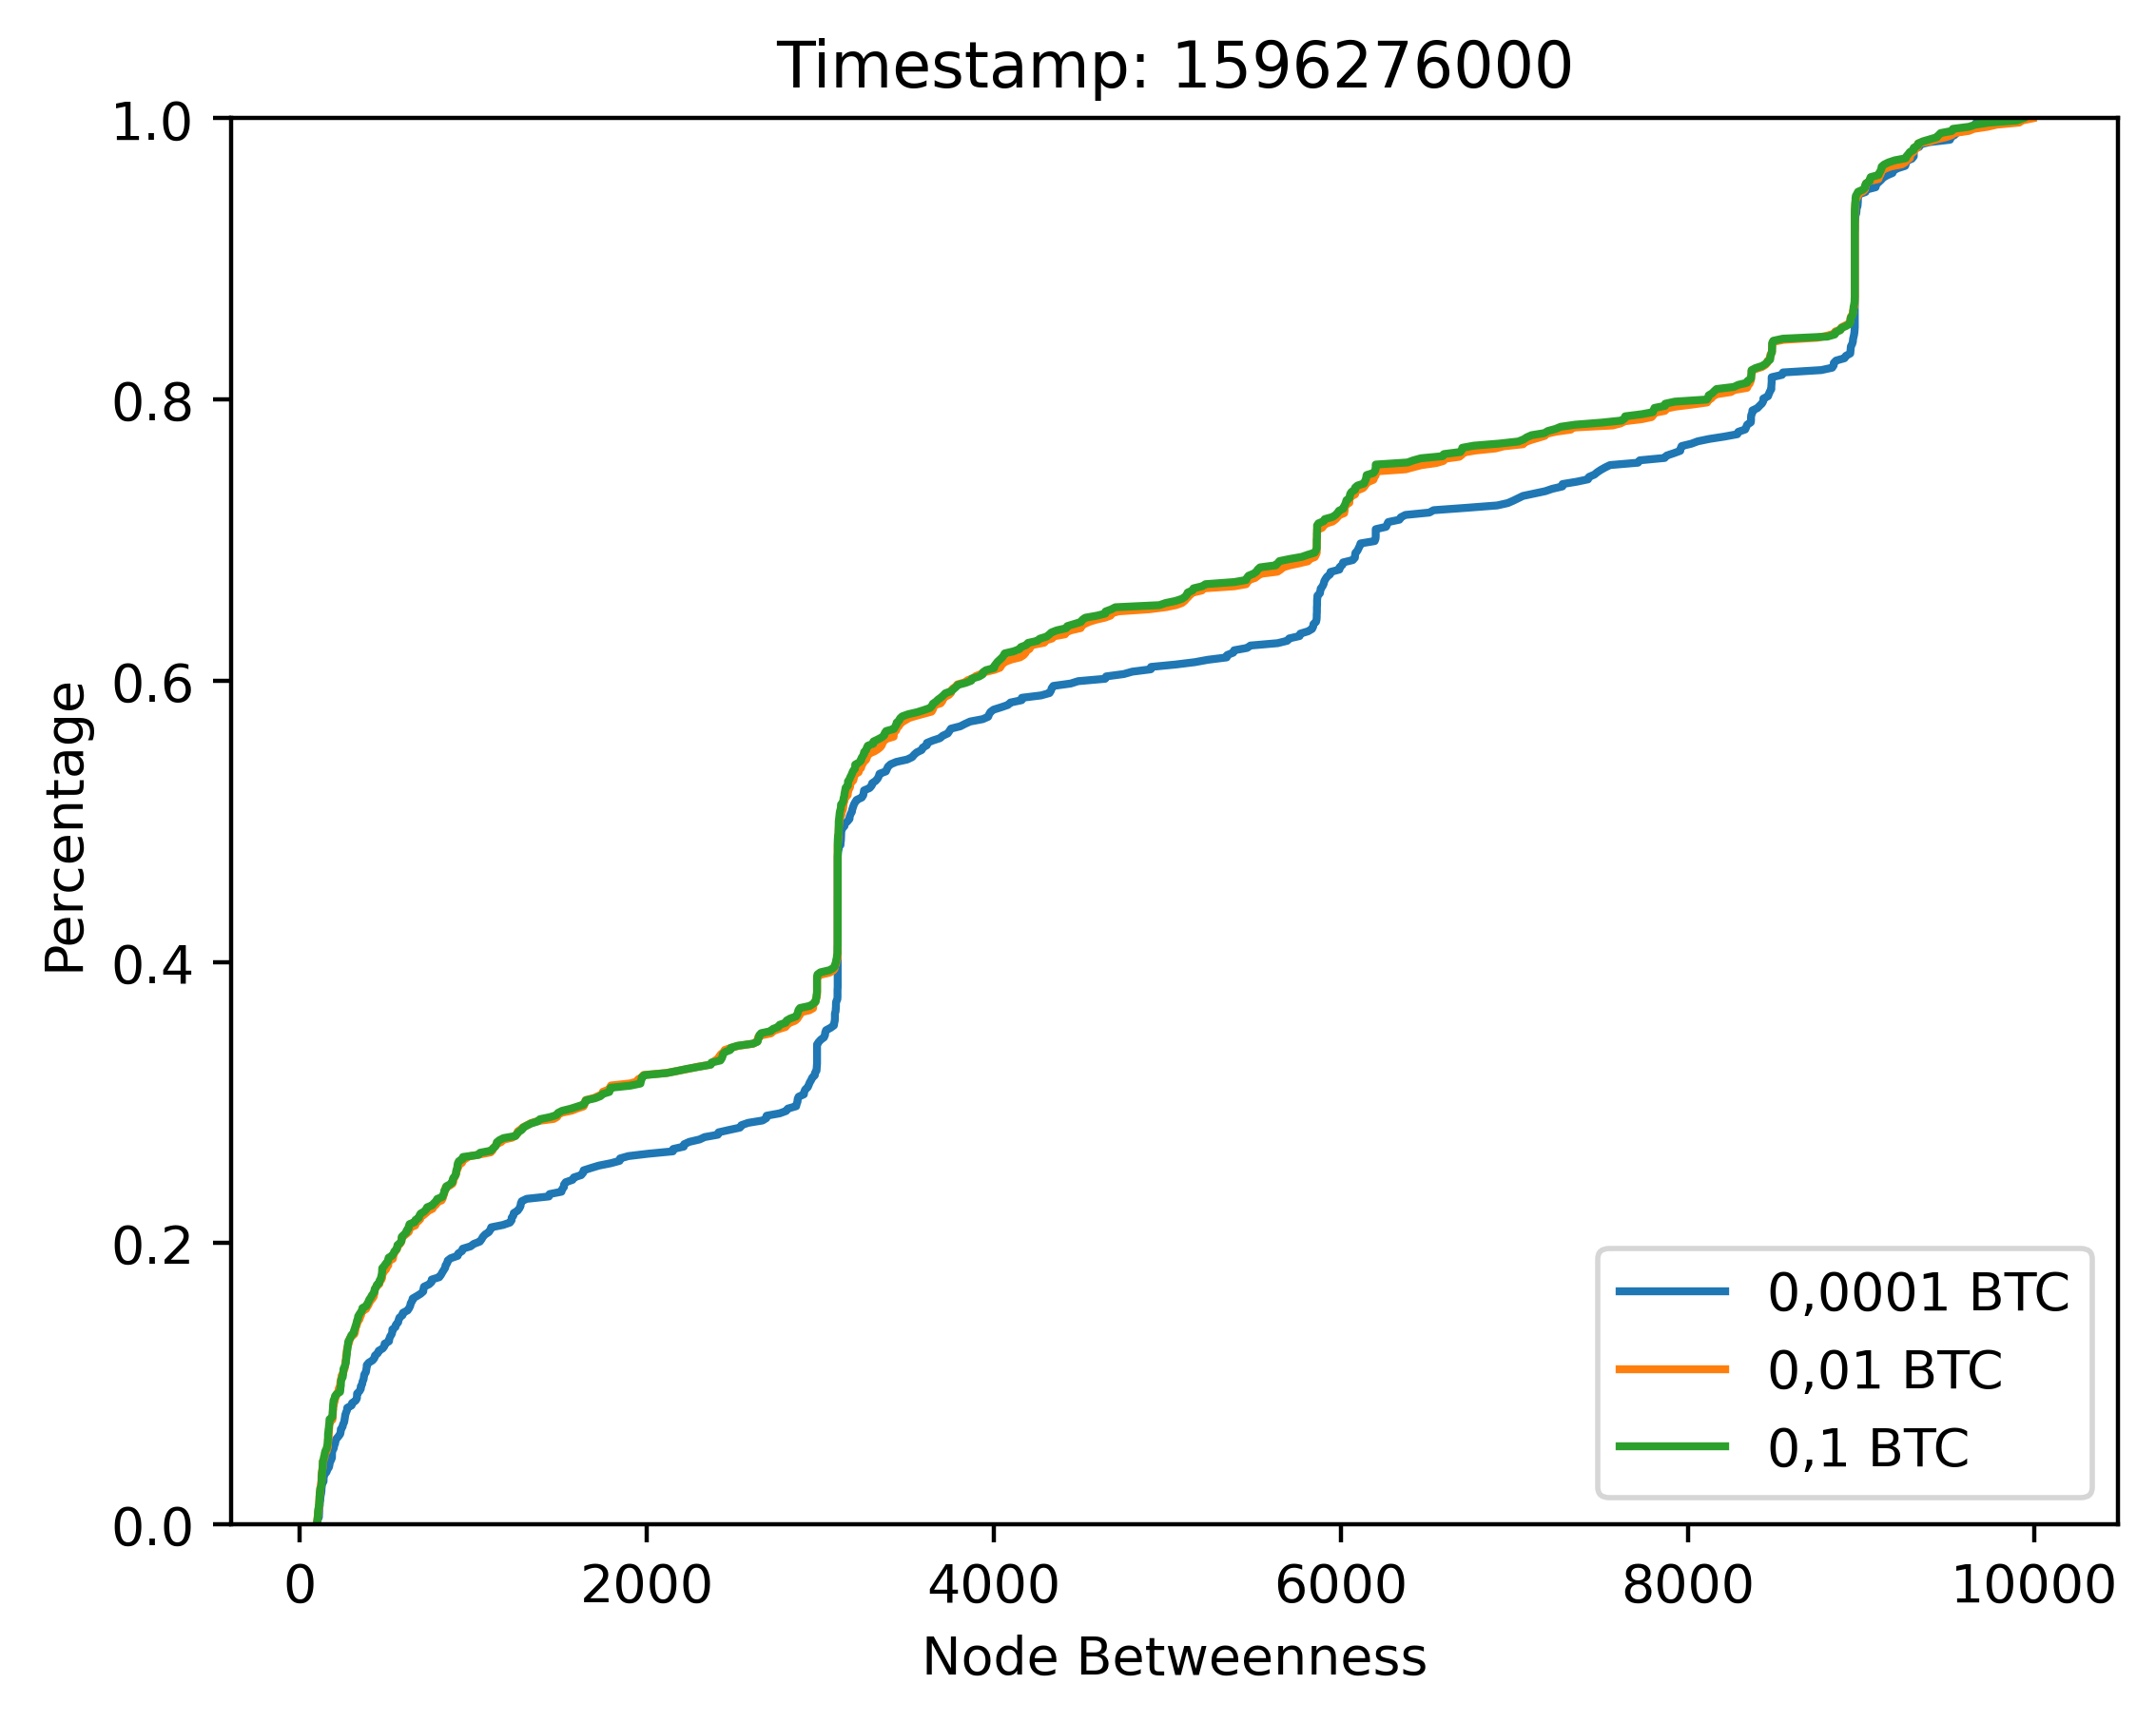 Timestamp: 1596276000
1.0
0.8
0.6
0.4
0.2
0.0
Percentage
0 2000 4000 6000 8000 10000
Node Betweenness
0,0001 BTC
0,01 BTC
0,1 BTC